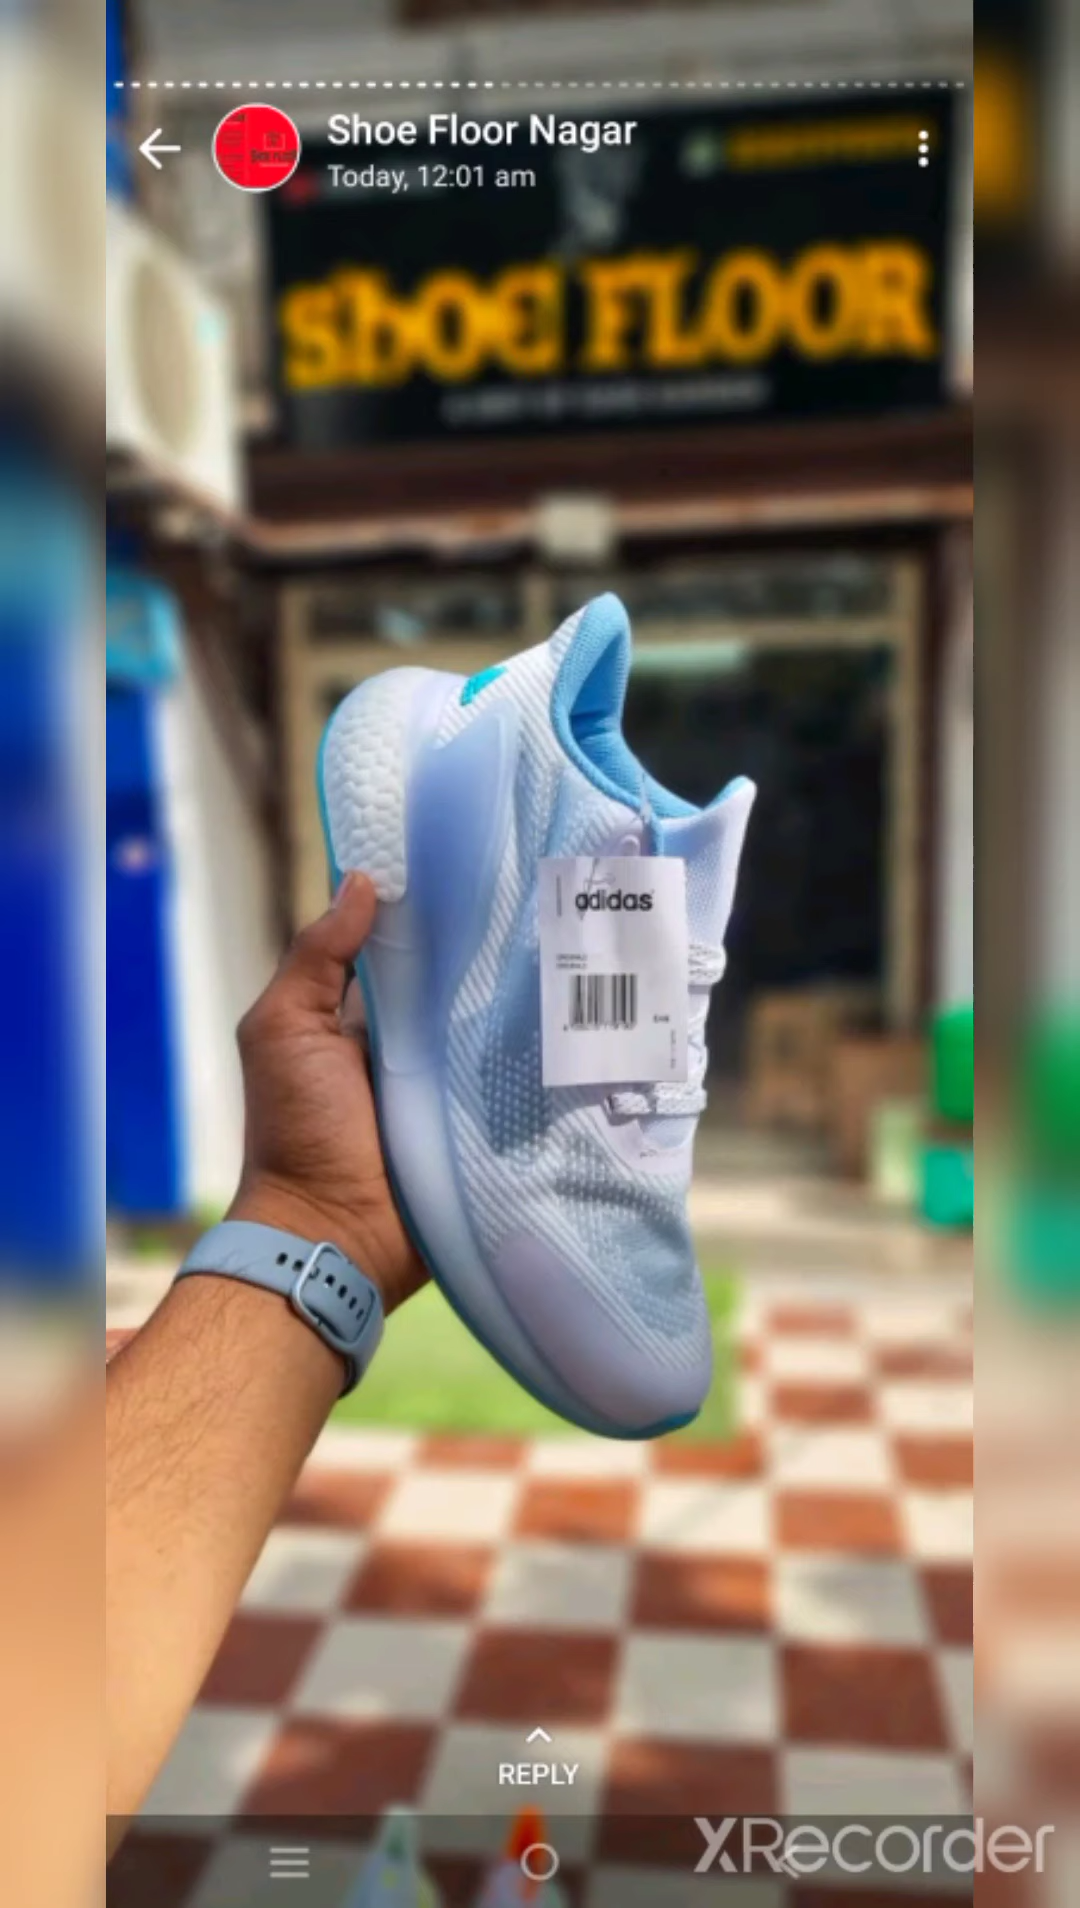 Shoe Floor Nagar
Today, 12:01 am
ShOE FLOOR
adidas
REPLY
XRecorder